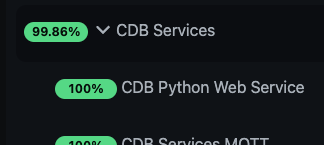 99.86% CDB Services
100% CDB Python Web Service
100% CDB Services MQTT